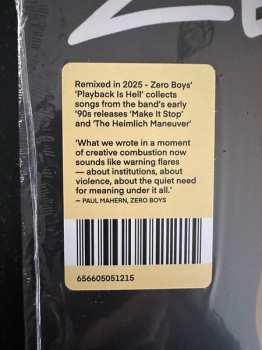 Remixed in 2025 - Zero Boys'
'Playback Is Hell' collects
songs from the band's early
'90s releases 'Make It Stop'
and 'The Heimlich Maneuver'
'What we wrote in a moment
of creative combustion now
sounds like warning flares
— about institutions, about
violence, about the quiet need
for meaning under it all.'
– PAUL MAHERN, ZERO BOYS
656605051215